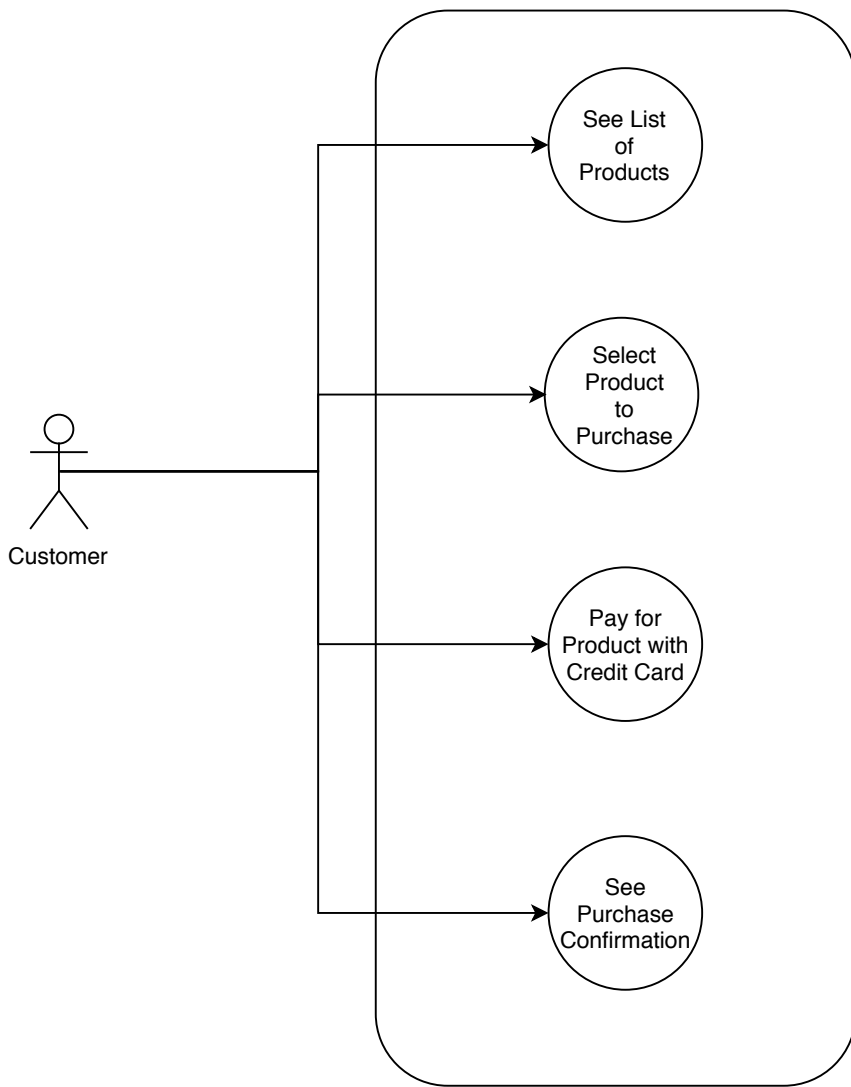 See List
of
Products
Select
Product
to
Purchase
Customer
Pay for
Product with
Credit Card
See
Purchase
Confirmation